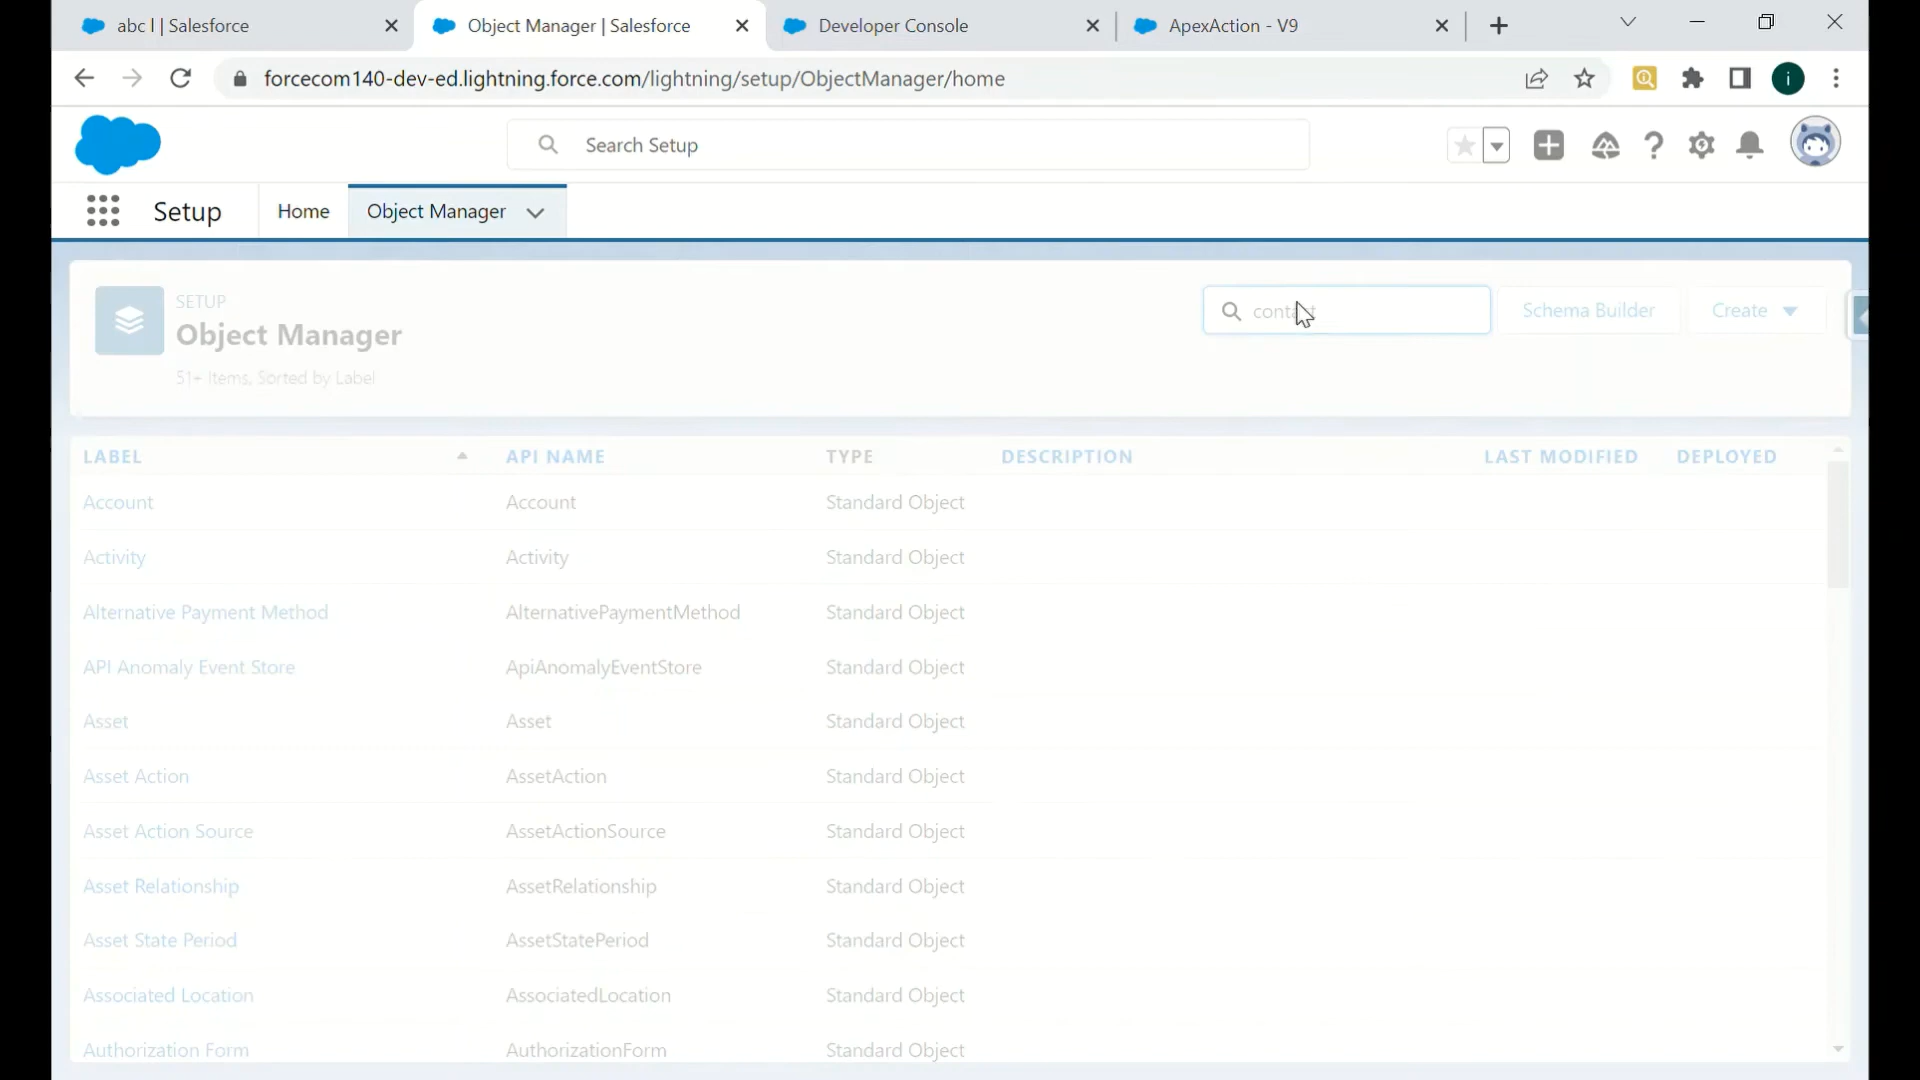 abc l | Salesforce
Object Manager | Salesforce
Developer Console
ApexAction - V9
forcecom140-dev-ed.lightning.force.com/lightning/setup/ObjectManager/home
i
Search Setup
Setup
Home
Object Manager
SETUP
Object Manager
51+ Items, Sorted by Label
Schema Builder
Create
LABEL API NAME TYPE DESCRIPTION LAST MODIFIED DEPLOYED
Account Account Standard Object
Activity Activity Standard Object
Alternative Payment Method AlternativePaymentMethod Standard Object
API Anomaly Event Store ApiAnomalyEventStore Standard Object
Asset Asset Standard Object
Asset Action AssetAction Standard Object
Asset Action Source AssetActionSource Standard Object
Asset Relationship AssetRelationship Standard Object
Asset State Period AssetStatePeriod Standard Object
Associated Location AssociatedLocation Standard Object
Authorization Form AuthorizationForm Standard Object